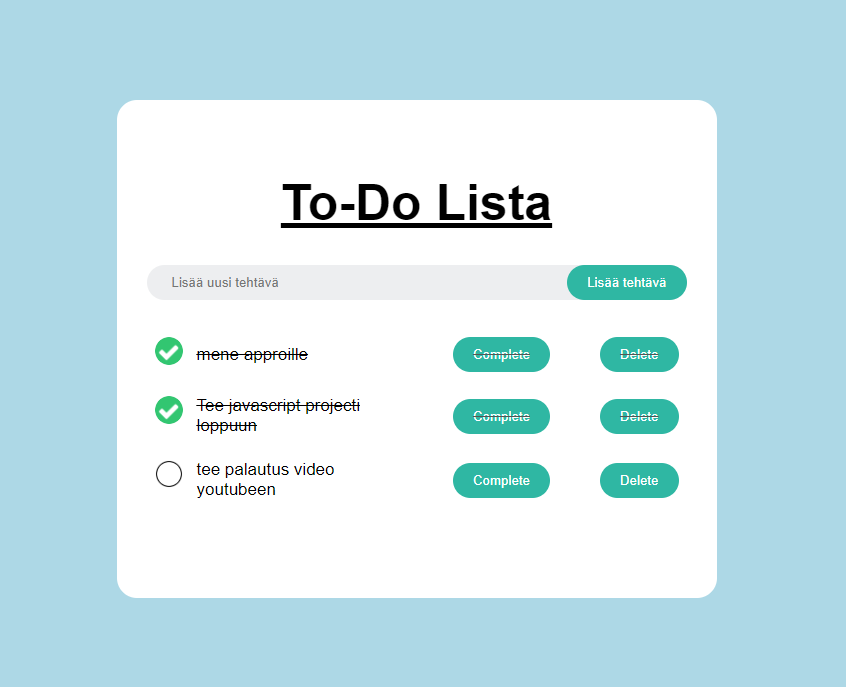 To-Do Lista
Lisää uusi tehtävä Lisää tehtävä
mene approille Complete Delete
Tee javascript projecti
loppuun Complete Delete
tee palautus video
youtubeen Complete Delete